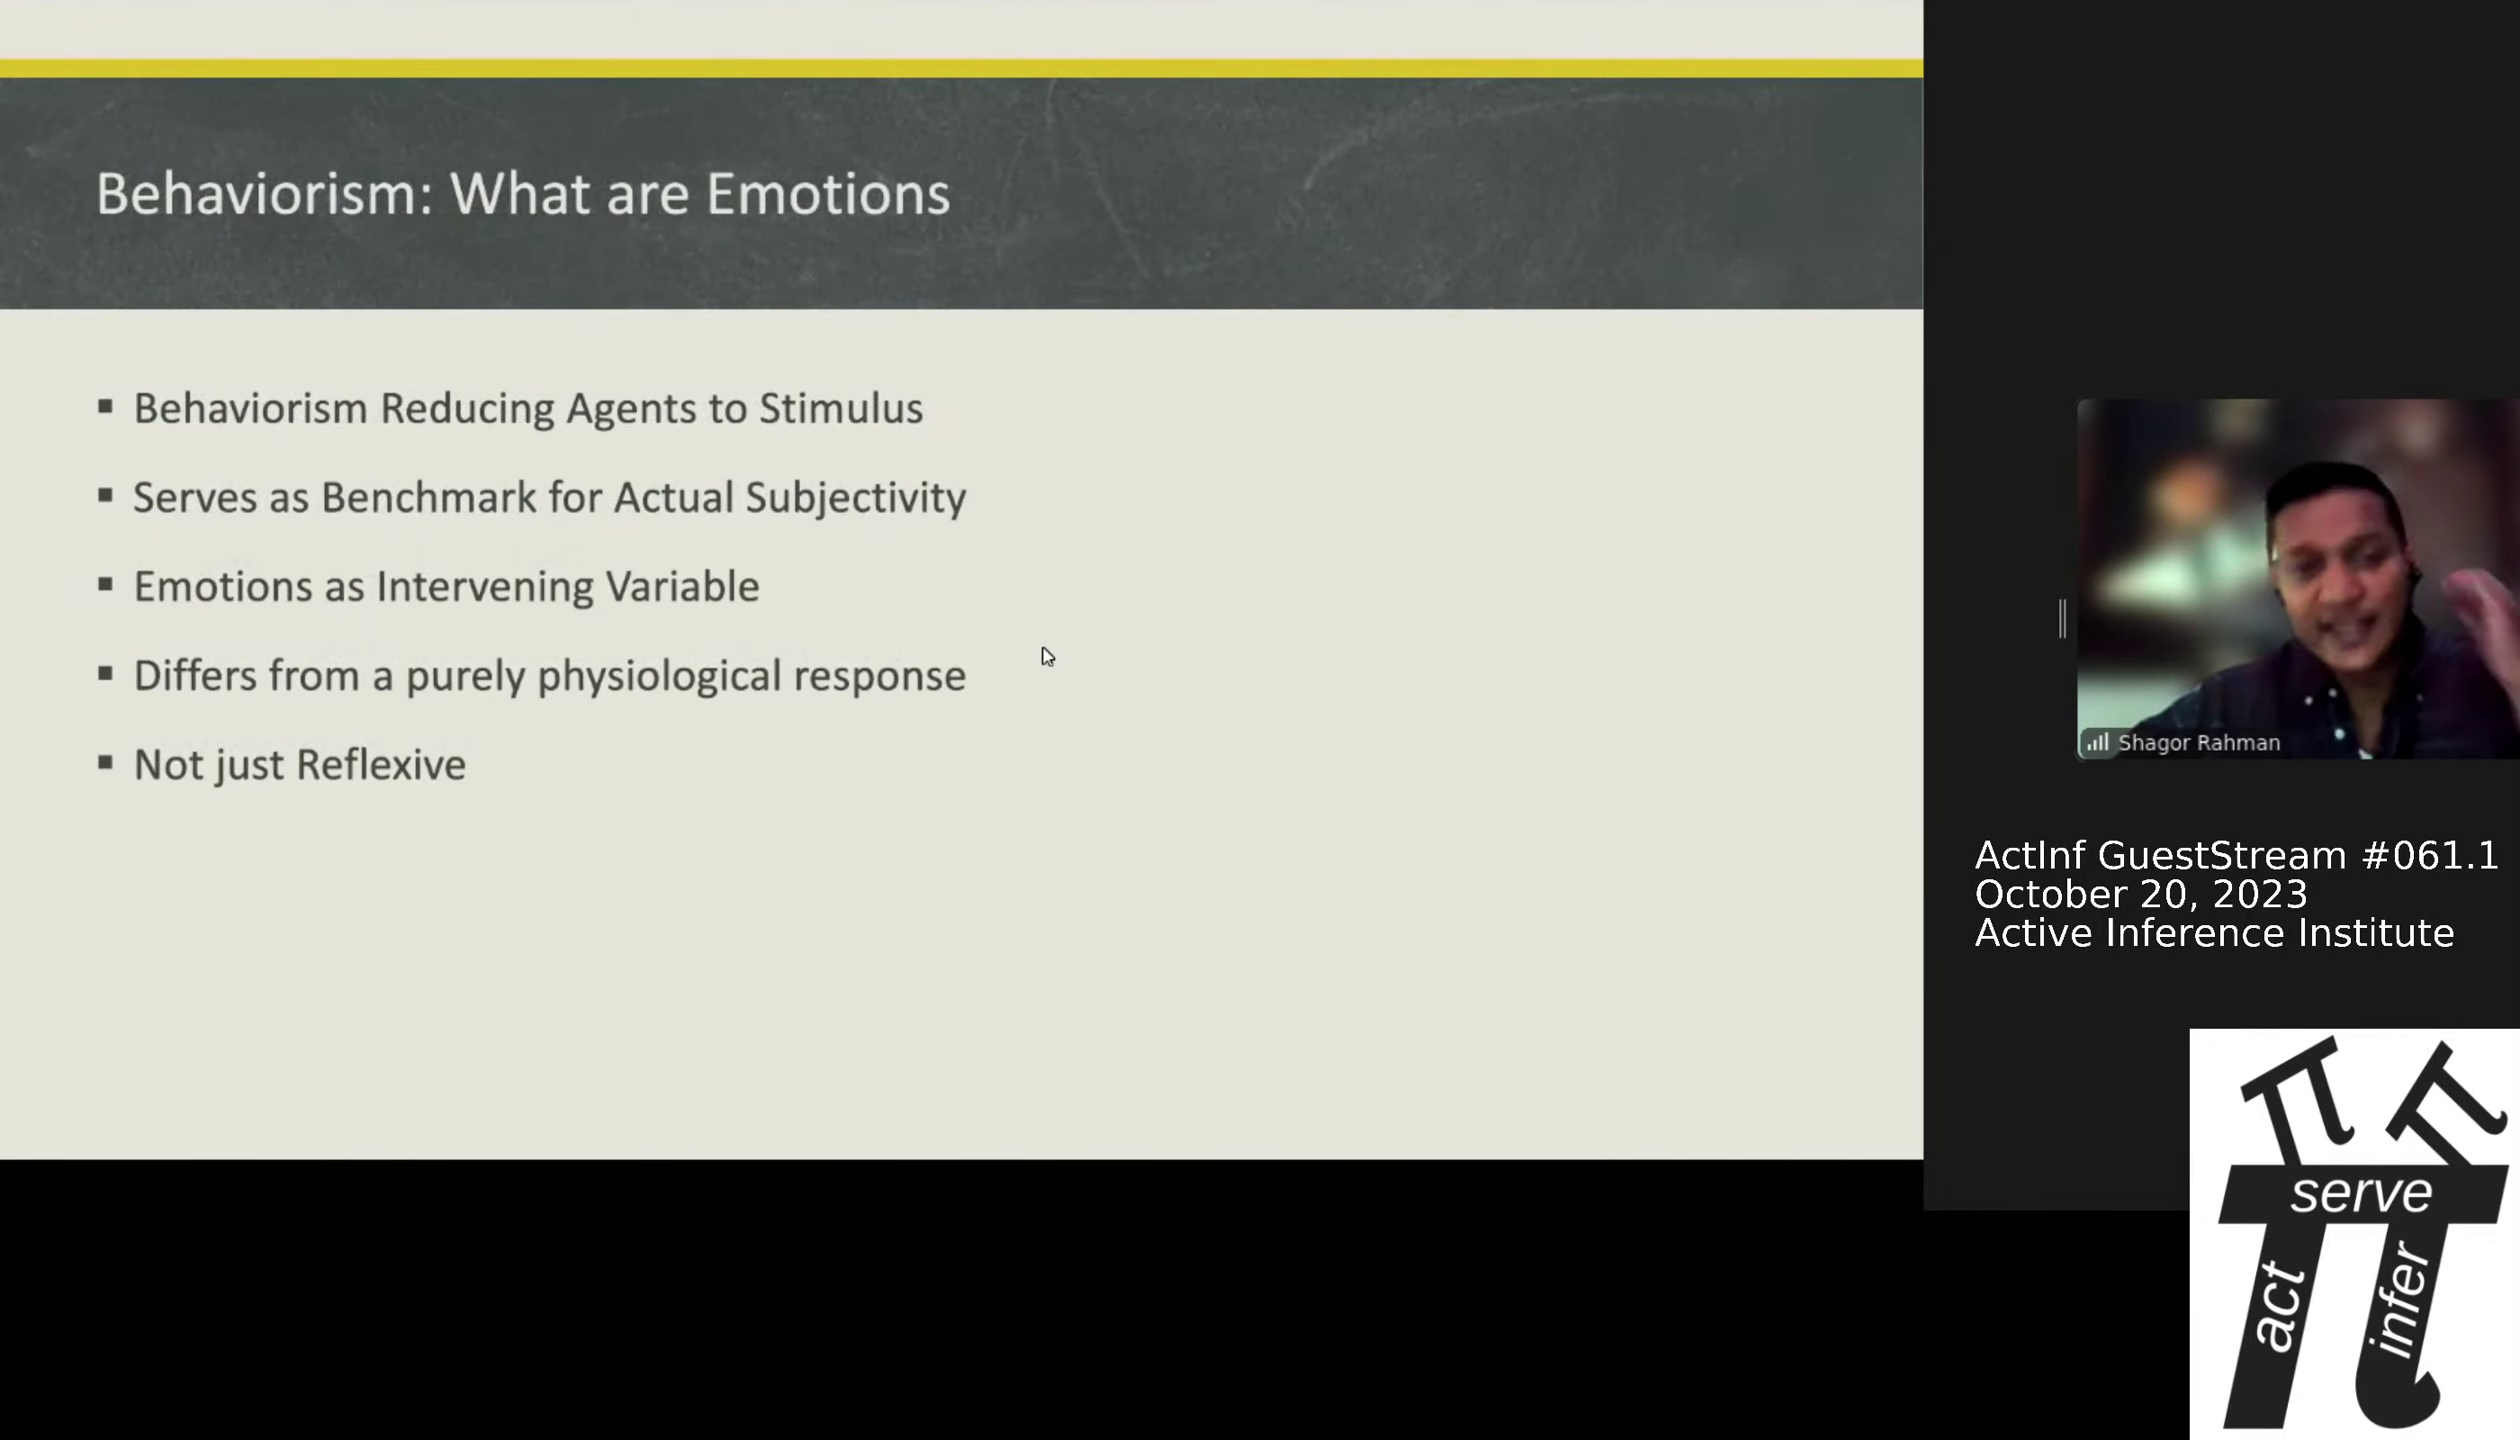 Behaviorism: What are Emotions
▪ Behaviorism Reducing Agents to Stimulus
▪ Serves as Benchmark for Actual Subjectivity
▪ Emotions as Intervening Variable
▪ Differs from a purely physiological response
▪ Not just Reflexive
Shagor Rahman
ActInf GuestStream #061.1
October 20, 2023
Active Inference Institute
serve
act
infer